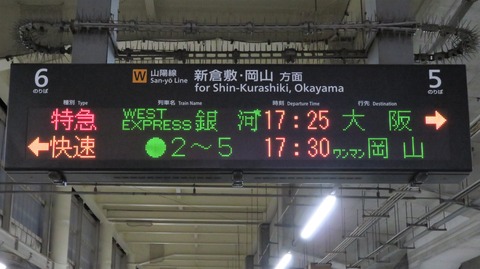 6 のりば
W 山陽線 San-yō Line 新倉敷・岡山 方面 for Shin-Kurashiki, Okayama
5 のりば
種別 Type 列車名 Train Name 時刻 Departure Time 行先 Destination
特急 WEST EXPRESS 銀河 17:25 大阪 →
← 快速 ●2〜5 17:30 ワンマン 岡山